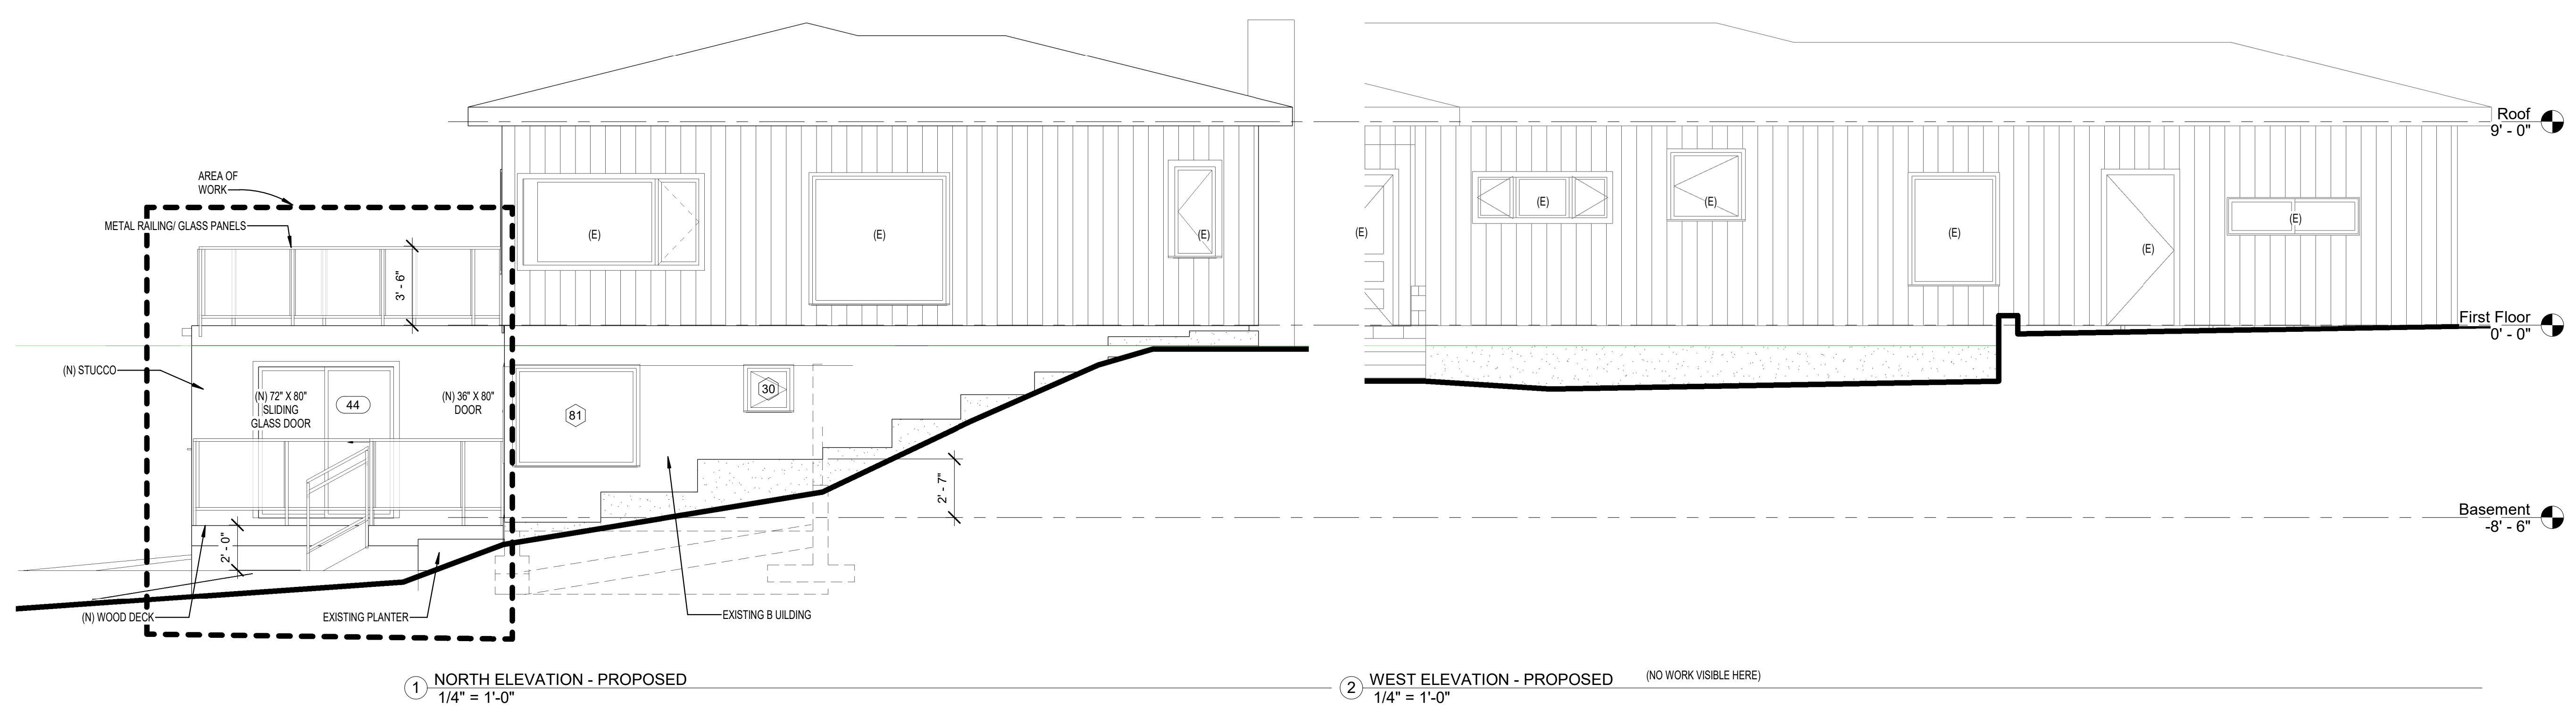 Roof
9' - 0"
AREA OF
WORK
METAL RAILING/ GLASS PANELS
3' - 6"
(E)
(E)
(E)
(E)
(E)
(E)
(E)
(E)
(E)
First Floor
0' - 0"
(N) STUCCO
(N) 72" X 80"
SLIDING
GLASS DOOR
44
(N) 36" X 80"
DOOR
81
30
2' - 7"
Basement
-8' - 6"
2' - 0"
(N) WOOD DECK
EXISTING PLANTER
EXISTING B UILDING
1 NORTH ELEVATION - PROPOSED
1/4" = 1'-0"
2 WEST ELEVATION - PROPOSED (NO WORK VISIBLE HERE)
1/4" = 1'-0"